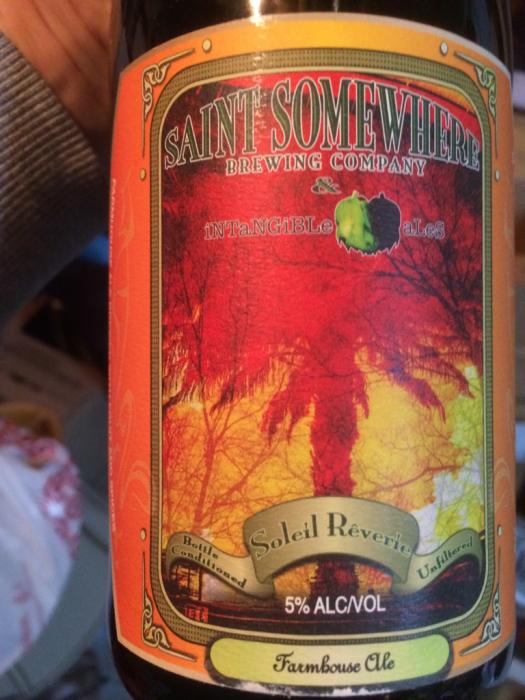 SAINT SOMEWHERE
BREWING COMPANY
&
iNTaNGiBLe aLeS
Soleil Rêverie
Bottle Conditioned
Unfiltered
5% ALC/VOL
Farmhouse Ale